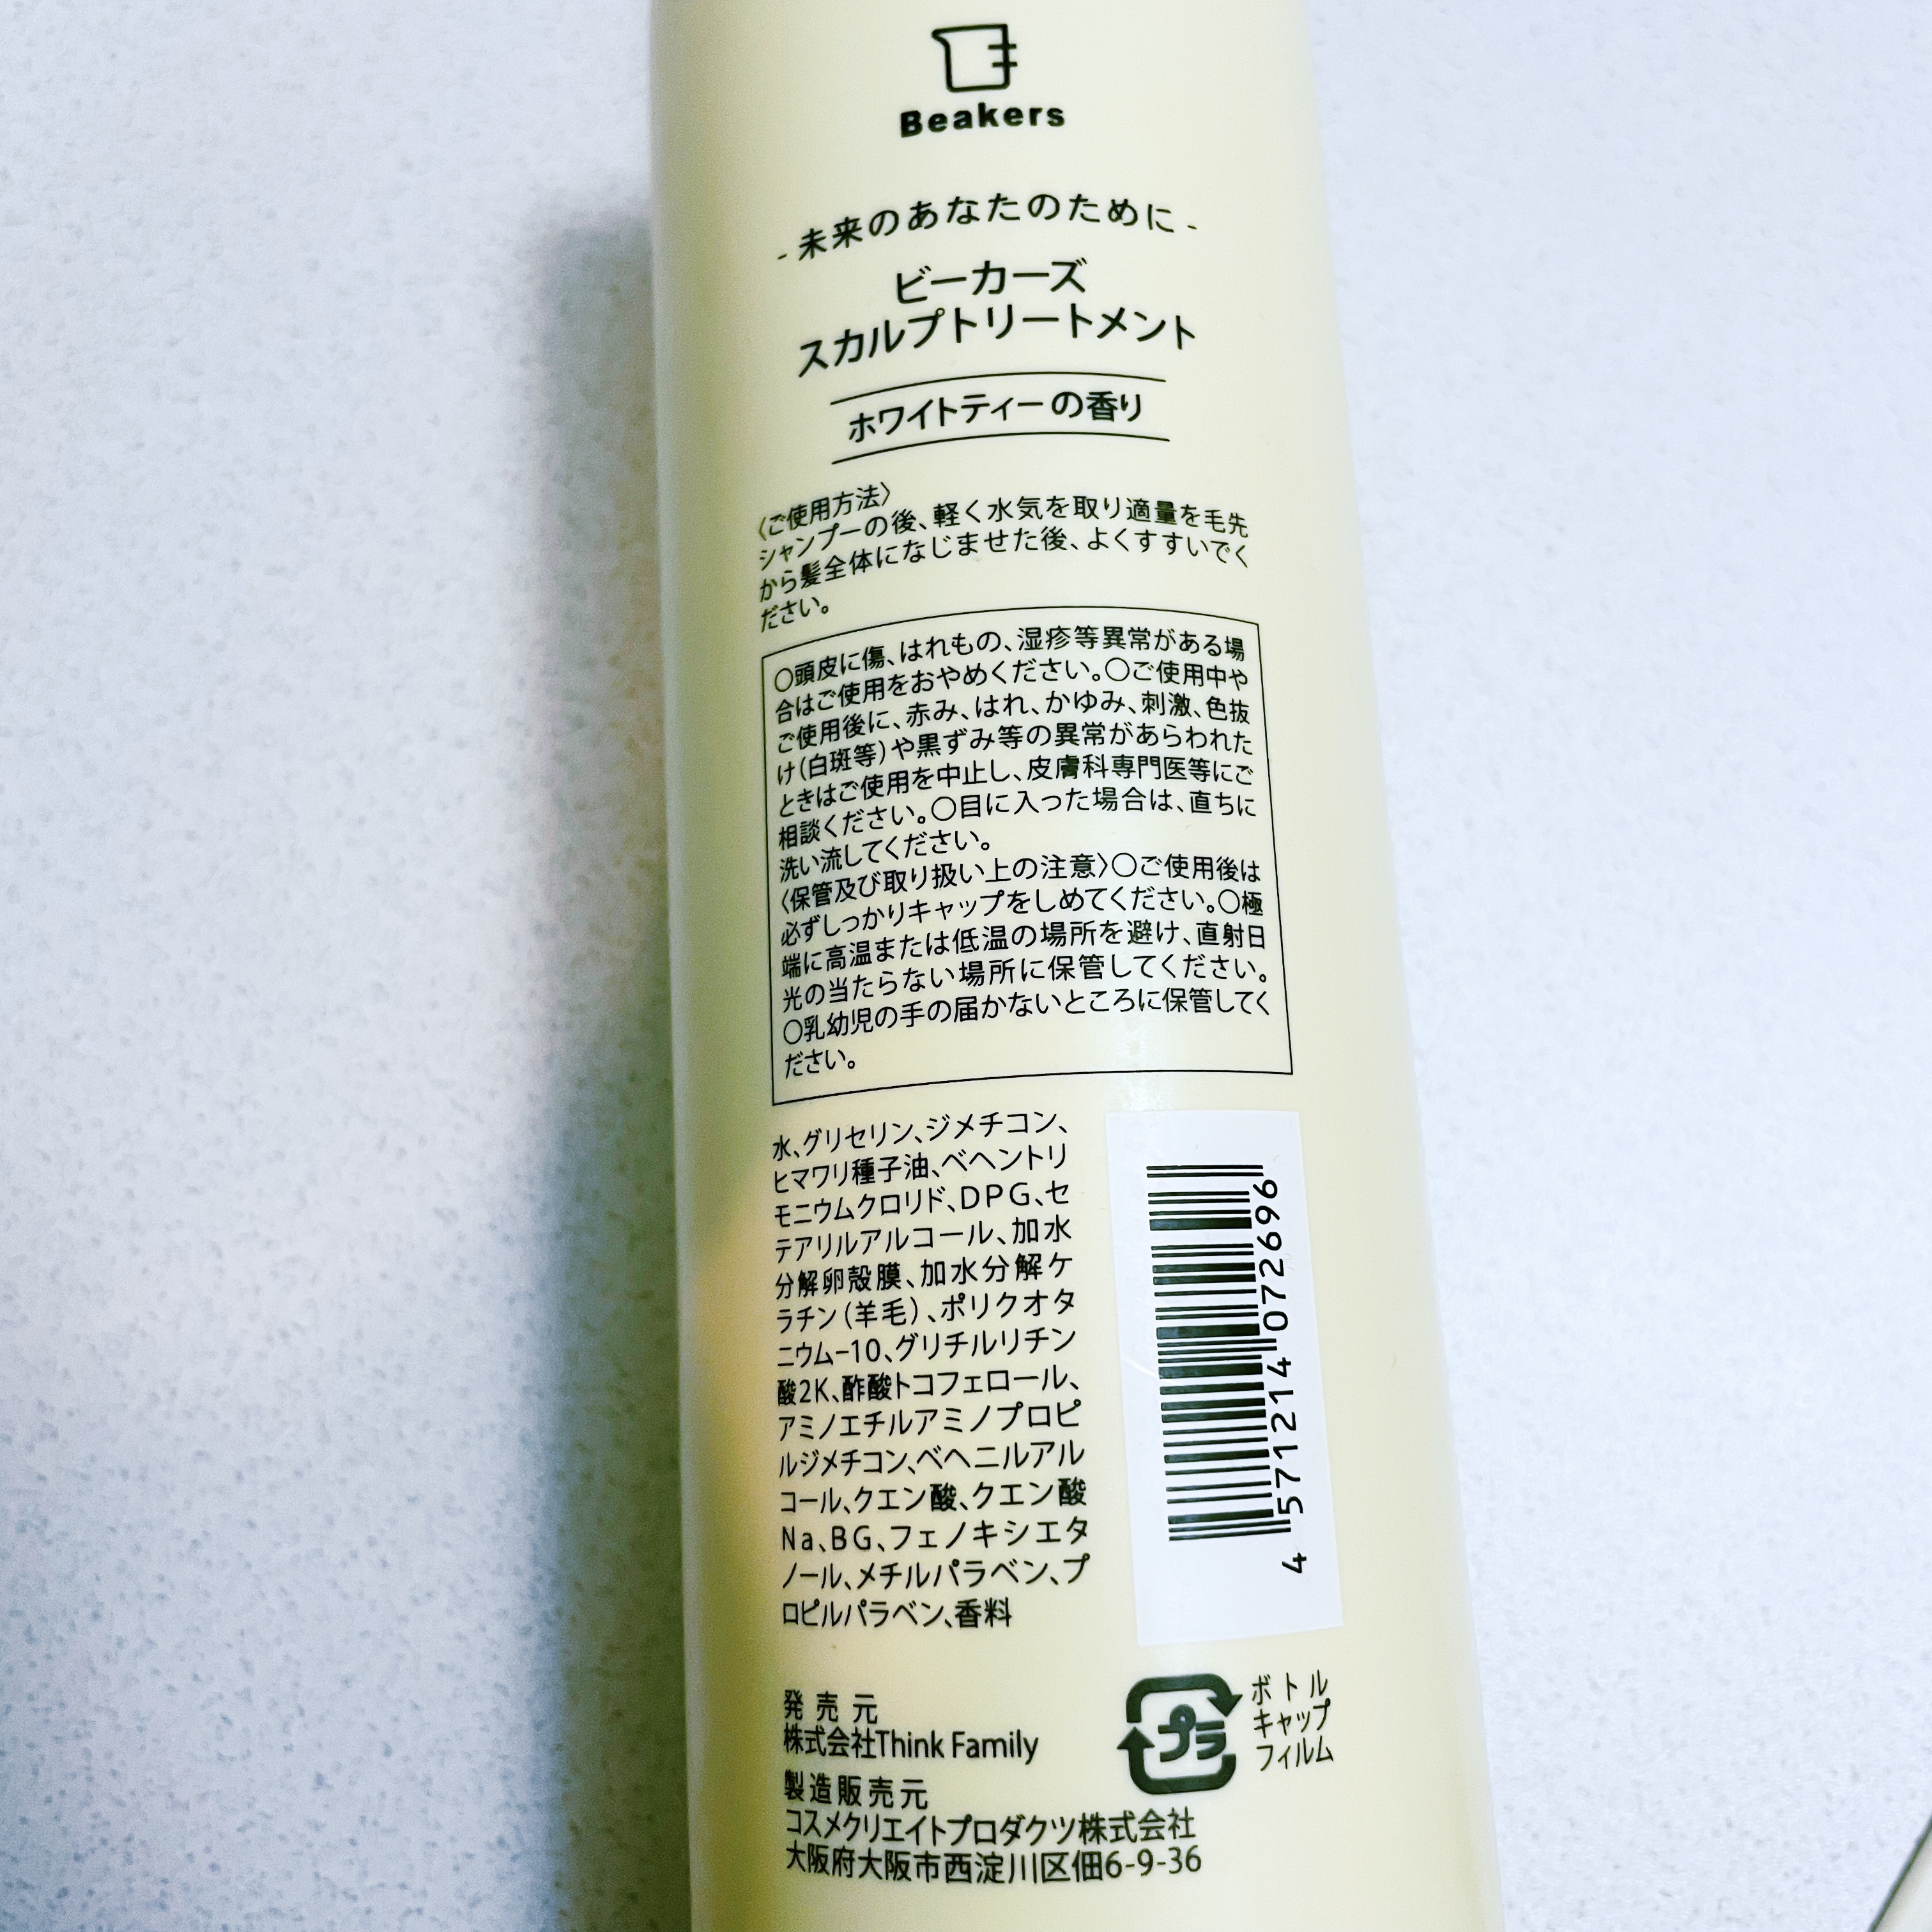 Beakers
- 未来のあなたのために -
ビーカーズ
スカルプトリートメント
ホワイトティーの香り
〈ご使用方法〉
シャンプーの後、軽く水気を取り適量を毛先
から髪全体になじませた後、よくすすいでく
ださい。
○頭皮に傷、はれもの、湿疹等異常がある場
合はご使用をおやめください。○ご使用中や
ご使用後に、赤み、はれ、かゆみ、刺激、色抜
け（白斑等）や黒ずみ等の異常があらわれた
ときはご使用を中止し、皮膚科専門医等にご
相談ください。○目に入った場合は、直ちに
洗い流してください。
〈保管及び取り扱い上の注意〉○ご使用後は
必ずしっかりキャップをしめてください。○極
端に高温または低温の場所を避け、直射日
光の当たらない場所に保管してください。
○乳幼児の手の届かないところに保管してく
ださい。
水、グリセリン、ジメチコン、
ヒマワリ種子油、ベヘントリ
モニウムクロリド、DPG、セ
テアリルアルコール、加水
分解卵殻膜、加水分解ケ
ラチン（羊毛）、ポリクオタ
ニウム-10、グリチルリチン
酸2K、酢酸トコフェロール、
アミノエチルアミノプロピ
ルジメチコン、ベヘニルアル
コール、クエン酸、クエン酸
Na、BG、フェノキシエタ
ノール、メチルパラベン、プ
ロピルパラベン、香料
4 571214 072696
発売元
株式会社Think Family
製造販売元
コスメクリエイトプロダクツ株式会社
大阪府大阪市西淀川区佃6-9-36
プラ
ボトル
キャップ
フィルム